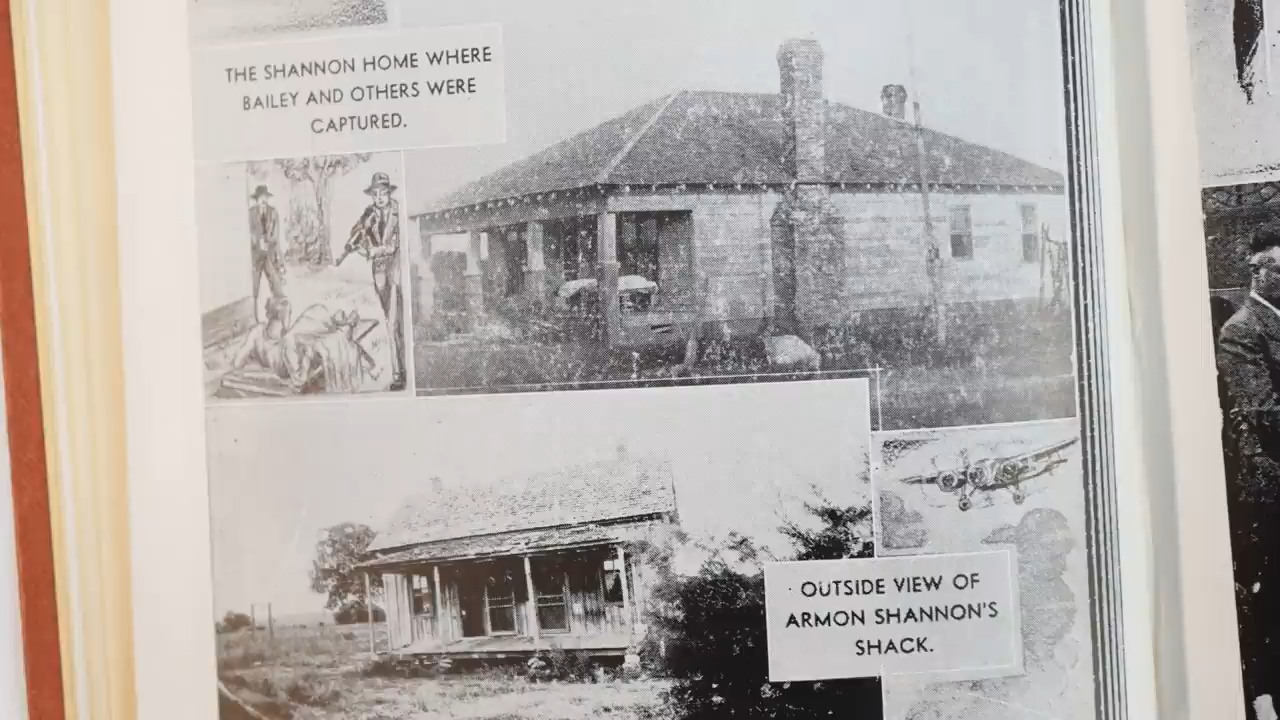 THE SHANNON HOME WHERE
BAILEY AND OTHERS WERE
CAPTURED.
OUTSIDE VIEW OF
ARMON SHANNON'S
SHACK.